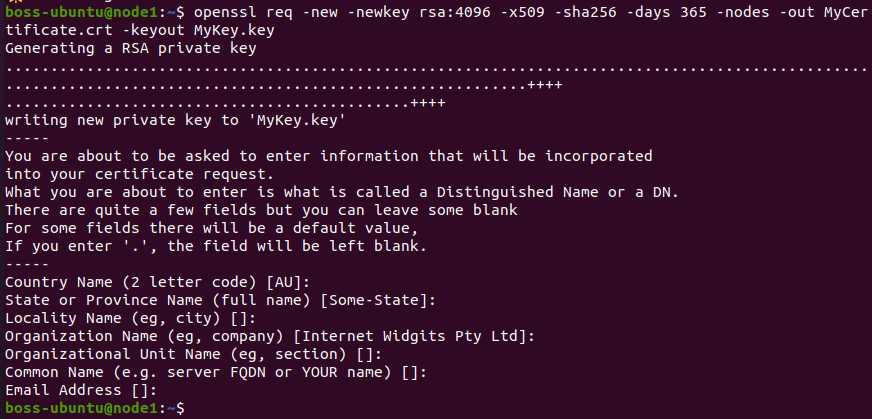 boss-ubuntu@node1:~$ openssl req -new -newkey rsa:4096 -x509 -sha256 -days 365 -nodes -out MyCer
tificate.crt -keyout MyKey.key
Generating a RSA private key
................................................................................................
..........................................................++++
.............................................++++
writing new private key to 'MyKey.key'
-----
You are about to be asked to enter information that will be incorporated
into your certificate request.
What you are about to enter is what is called a Distinguished Name or a DN.
There are quite a few fields but you can leave some blank
For some fields there will be a default value,
If you enter '.', the field will be left blank.
-----
Country Name (2 letter code) [AU]:
State or Province Name (full name) [Some-State]:
Locality Name (eg, city) []:
Organization Name (eg, company) [Internet Widgits Pty Ltd]:
Organizational Unit Name (eg, section) []:
Common Name (e.g. server FQDN or YOUR name) []:
Email Address []:
boss-ubuntu@node1:~$